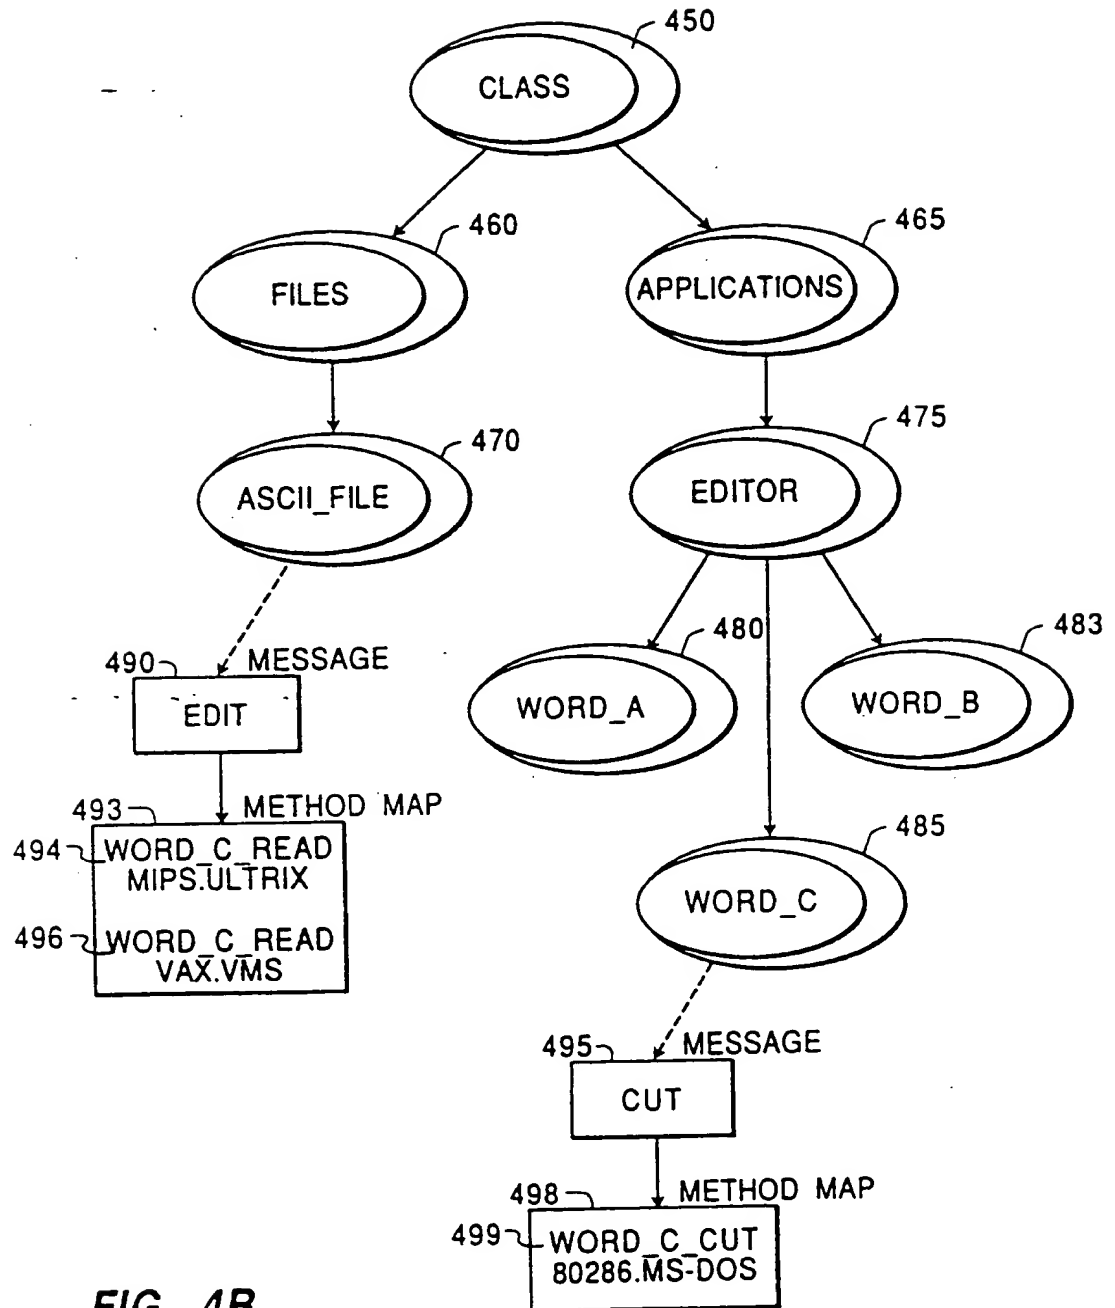 450
CLASS
460
465
FILES
APPLICATIONS
470
475
ASCII_FILE
EDITOR
480
483
490
MESSAGE
EDIT
WORD_A
WORD_B
493
METHOD MAP
494
WORD_C_READ
MIPS.ULTRIX
496
WORD_C_READ
VAX.VMS
485
WORD_C
495
MESSAGE
CUT
498
METHOD MAP
499
WORD_C_CUT
80286.MS-DOS
FIG. 4B